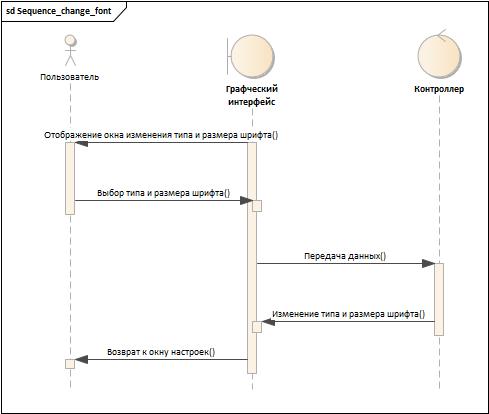 sd Sequence_change_font
Пользователь
Графческий
интерфейс
Контроллер
Отображение окна изменения типа и размера шрифта()
Выбор типа и размера шрифта()
Передача данных()
Изменение типа и размера шрифта()
Возврат к окну настроек()